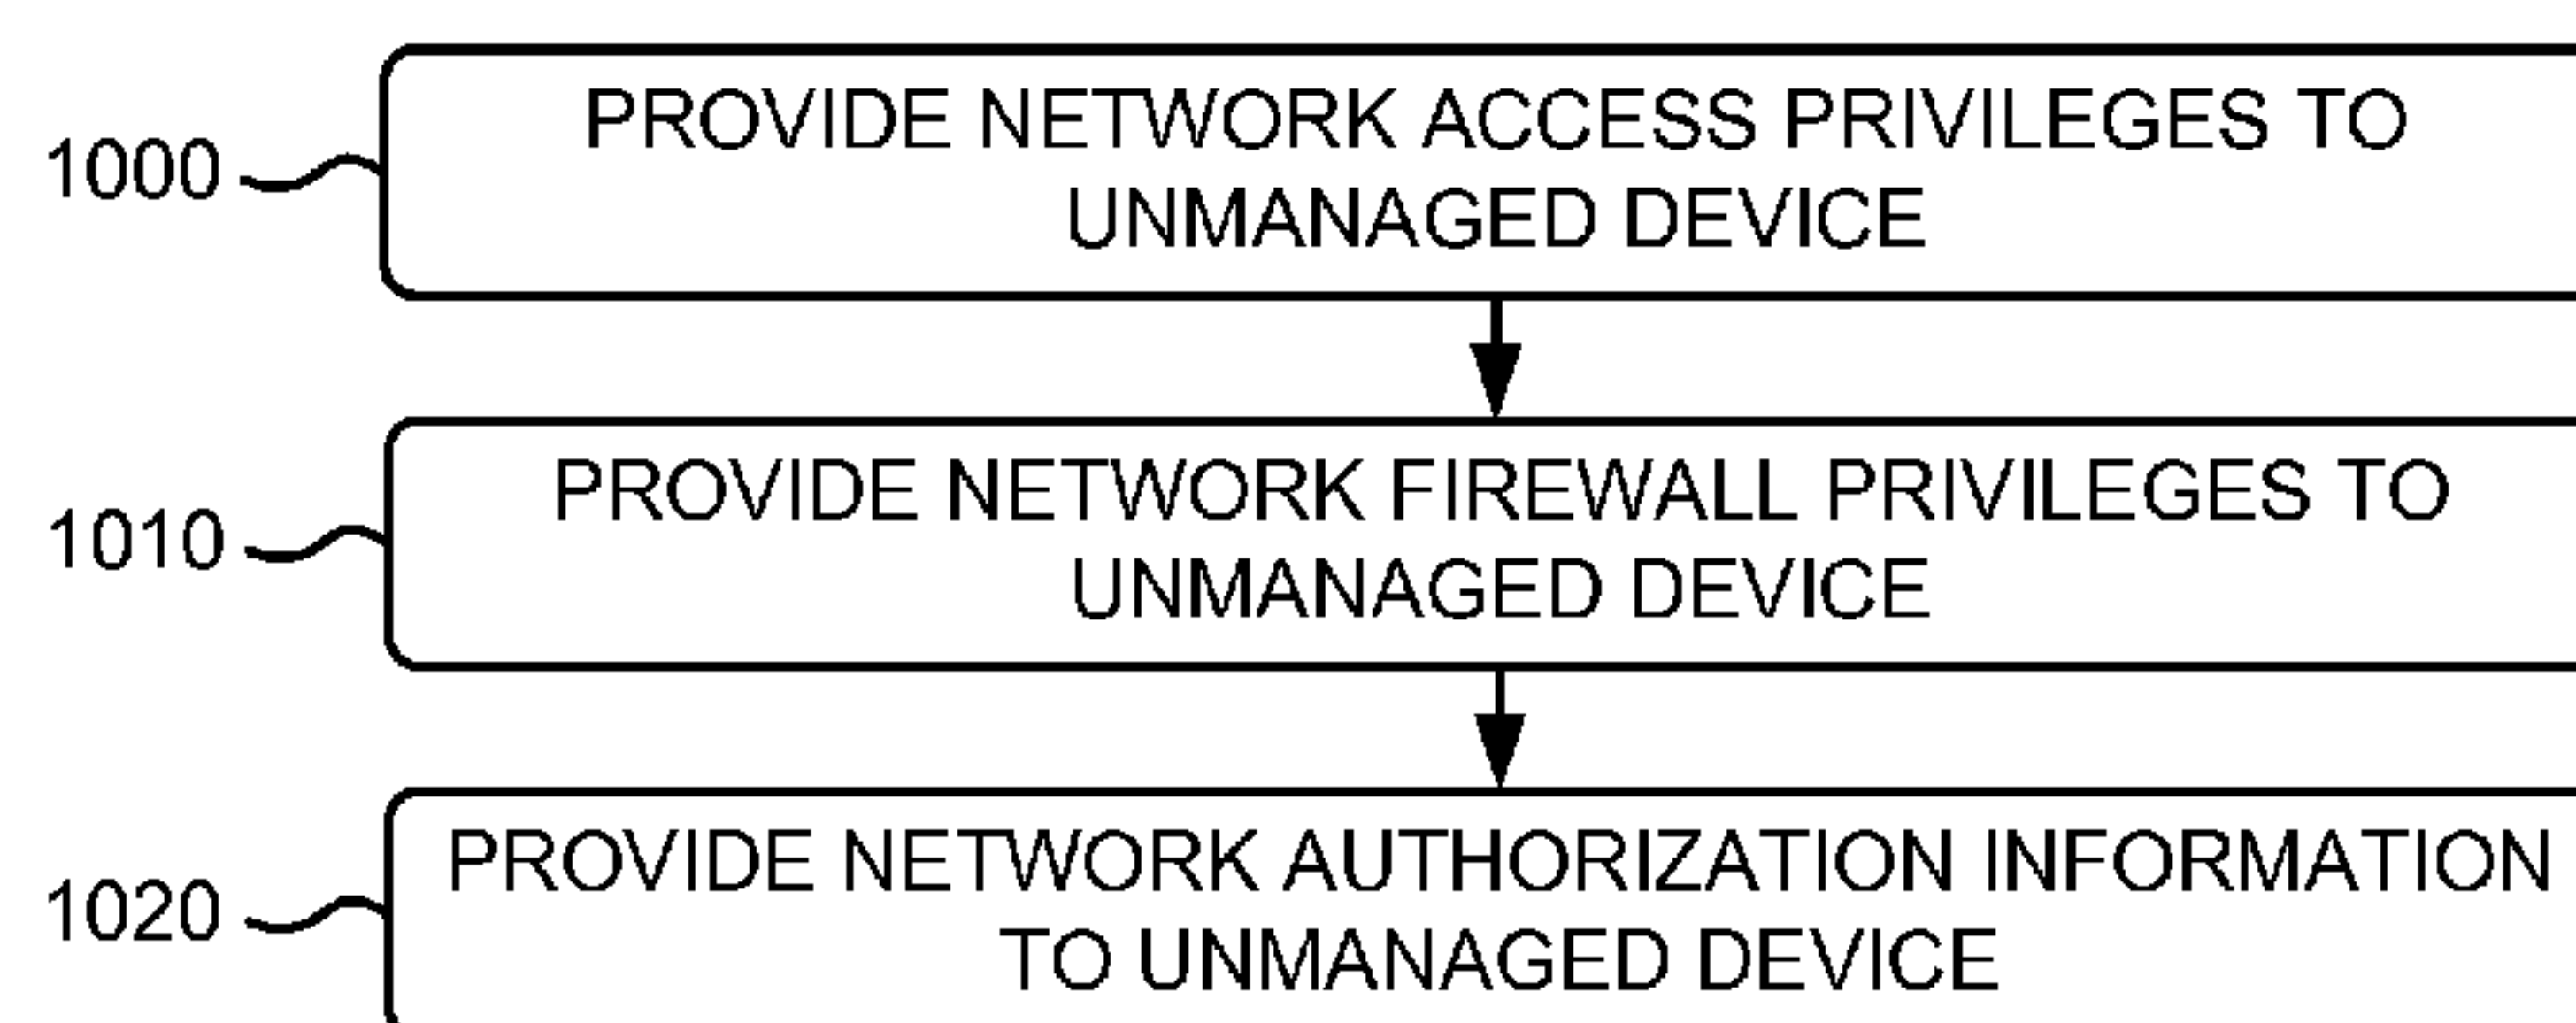 PROVIDE NETWORK ACCESS PRIVILEGES TO
UNMANAGED DEVICE
1000
PROVIDE NETWORK FIREWALL PRIVILEGES TO
UNMANAGED DEVICE
1010
PROVIDE NETWORK AUTHORIZATION INFORMATION
TO UNMANAGED DEVICE
1020